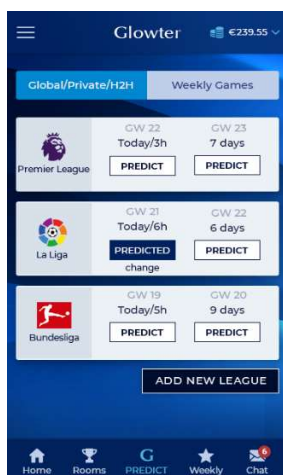 Glowter
€239.55
Global/Private/H2H
Weekly Games
Premier League
GW 22
Today/3h
PREDICT
GW 23
7 days
PREDICT
La Liga
GW 21
Today/6h
PREDICTED
change
GW 22
6 days
PREDICT
Bundesliga
GW 19
Today/5h
PREDICT
GW 20
9 days
PREDICT
ADD NEW LEAGUE
Home
Rooms
G
PREDICT
Weekly
6
Chat